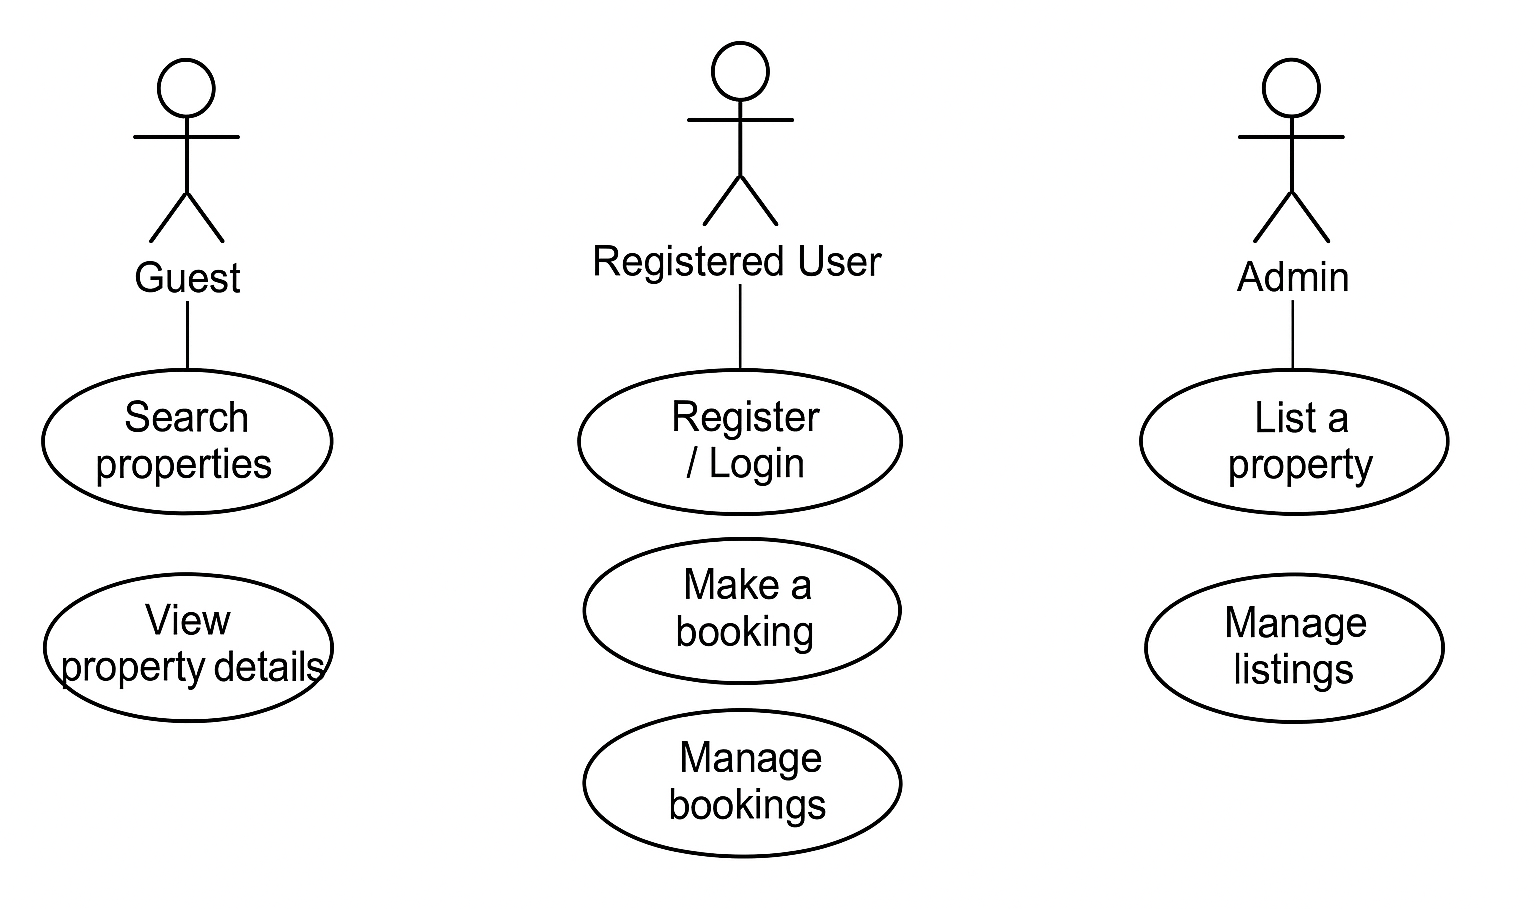 Guest
Registered User
Admin
Search
properties
Register
/ Login
List a
property
View
property details
Make a
booking
Manage
listings
Manage
bookings